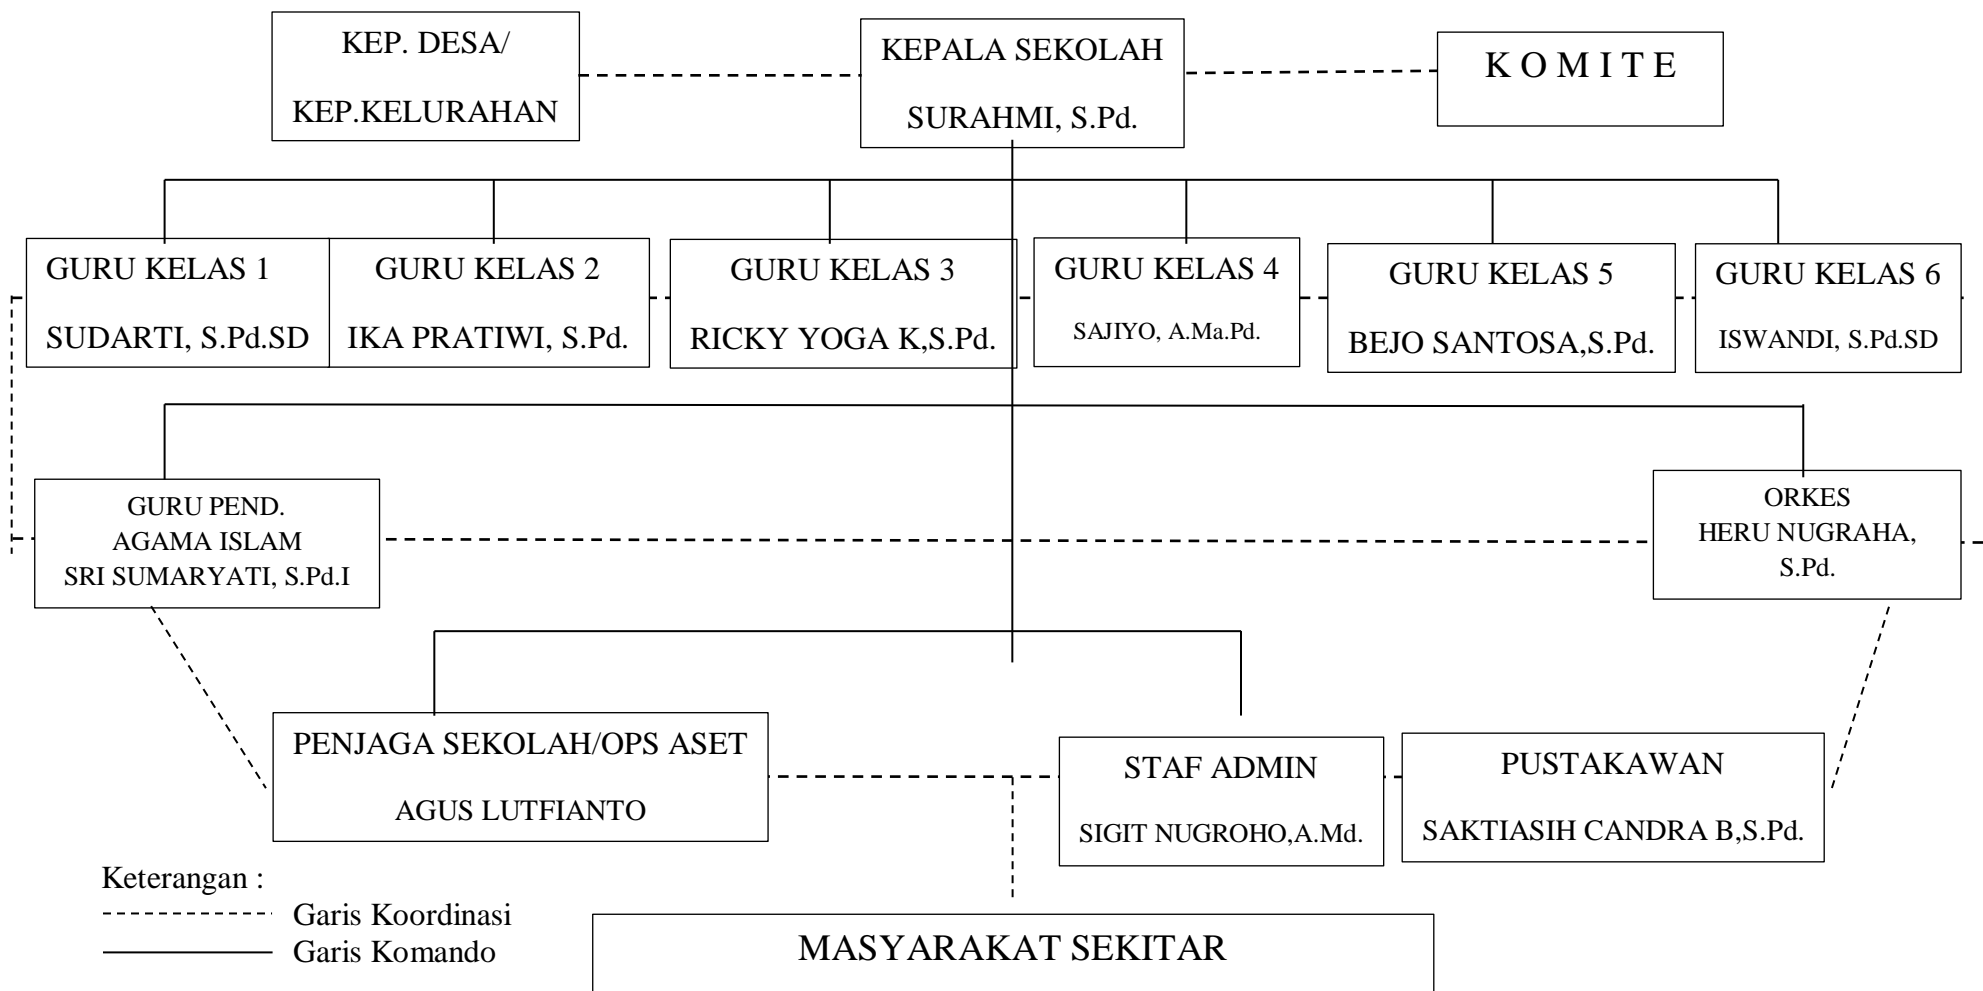 KEP. DESA/
KEP.KELURAHAN
KEPALA SEKOLAH
SURAHMI, S.Pd.
K O M I T E
GURU KELAS 1
SUDARTI, S.Pd.SD
GURU KELAS 2
IKA PRATIWI, S.Pd.
GURU KELAS 3
RICKY YOGA K,S.Pd.
GURU KELAS 4
SAJIYO, A.Ma.Pd.
GURU KELAS 5
BEJO SANTOSA,S.Pd.
GURU KELAS 6
ISWANDI, S.Pd.SD
GURU PEND.
AGAMA ISLAM
SRI SUMARYATI, S.Pd.I
ORKES
HERU NUGRAHA,
S.Pd.
PENJAGA SEKOLAH/OPS ASET
AGUS LUTFIANTO
STAF ADMIN
SIGIT NUGROHO,A.Md.
PUSTAKAWAN
SAKTIASIH CANDRA B,S.Pd.
Keterangan :
Garis Koordinasi
Garis Komando
MASYARAKAT SEKITAR